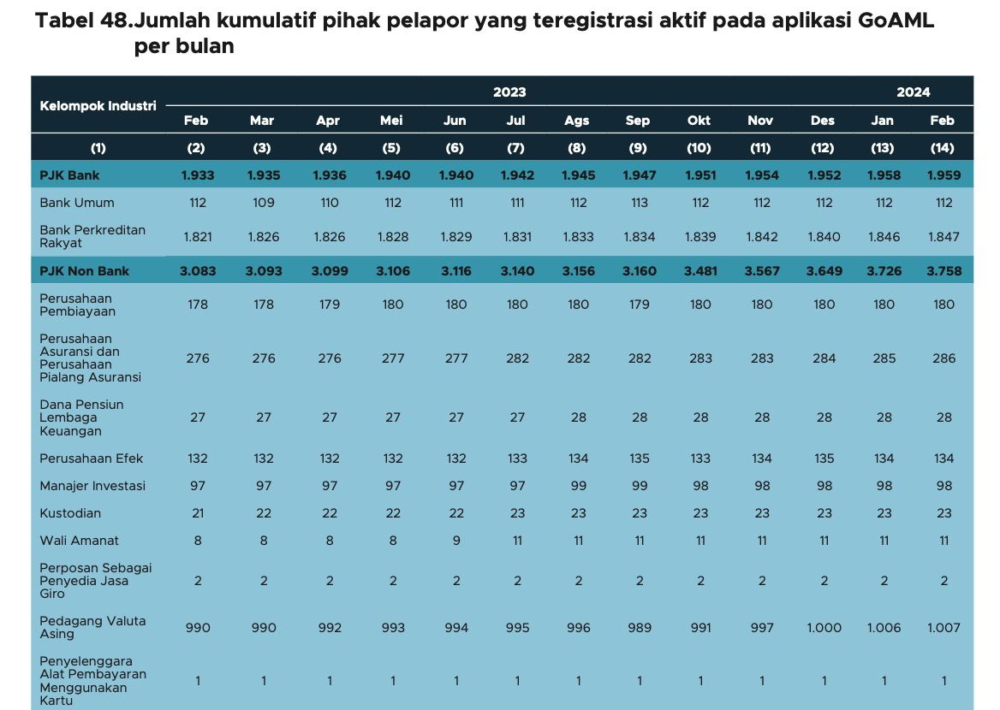 Tabel 48.Jumlah kumulatif pihak pelapor yang teregistrasi aktif pada aplikasi GoAML
per bulan
Kelompok Industri 2023 2024
Feb Mar Apr Mei Jun Jul Ags Sep Okt Nov Des Jan Feb
(1) (2) (3) (4) (5) (6) (7) (8) (9) (10) (11) (12) (13) (14)
PJK Bank 1.933 1.935 1.936 1.940 1.940 1.942 1.945 1.947 1.951 1.954 1.952 1.958 1.959
Bank Umum 112 109 110 112 111 111 112 113 112 112 112 112 112
Bank Perkreditan
Rakyat 1.821 1.826 1.826 1.828 1.829 1.831 1.833 1.834 1.839 1.842 1.840 1.846 1.847
PJK Non Bank 3.083 3.093 3.099 3.106 3.116 3.140 3.156 3.160 3.481 3.567 3.649 3.726 3.758
Perusahaan
Pembiayaan 178 178 179 180 180 180 180 179 180 180 180 180 180
Perusahaan
Asuransi dan
Perusahaan
Pialang Asuransi 276 276 276 277 277 282 282 282 283 283 284 285 286
Dana Pensiun
Lembaga
Keuangan 27 27 27 27 27 27 28 28 28 28 28 28 28
Perusahaan Efek 132 132 132 132 132 133 134 135 133 134 135 134 134
Manajer Investasi 97 97 97 97 97 97 99 99 98 98 98 98 98
Kustodian 21 22 22 22 22 23 23 23 23 23 23 23 23
Wali Amanat 8 8 8 8 9 11 11 11 11 11 11 11 11
Perposan Sebagai
Penyedia Jasa
Giro 2 2 2 2 2 2 2 2 2 2 2 2 2
Pedagang Valuta
Asing 990 990 992 993 994 995 996 989 991 997 1.000 1.006 1.007
Penyelenggara
Alat Pembayaran
Menggunakan
Kartu 1 1 1 1 1 1 1 1 1 1 1 1 1